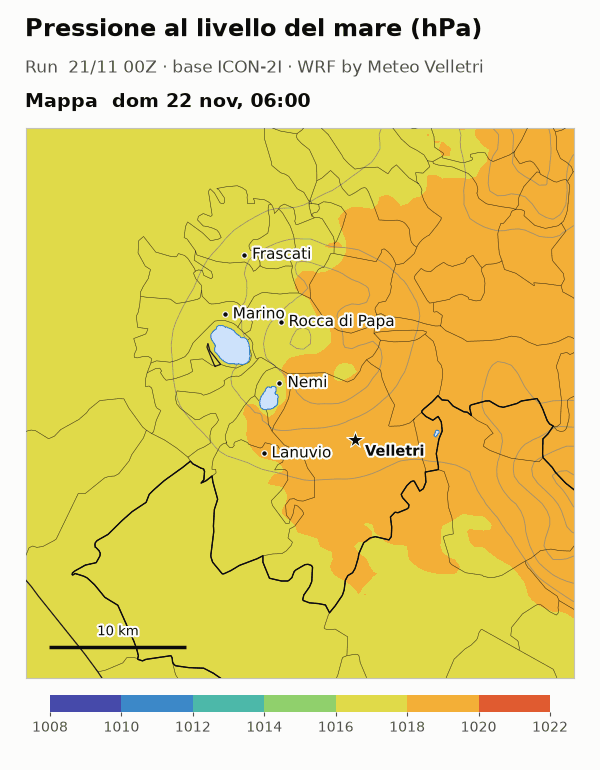 Pressione al livello del mare (hPa)
Run 21/11 00Z · base ICON-2I · WRF by Meteo Velletri
Mappa dom 22 nov, 06:00
Frascati
Marino
Rocca di Papa
Nemi
Velletri
Lanuvio
10 km
1008 1010 1012 1014 1016 1018 1020 1022